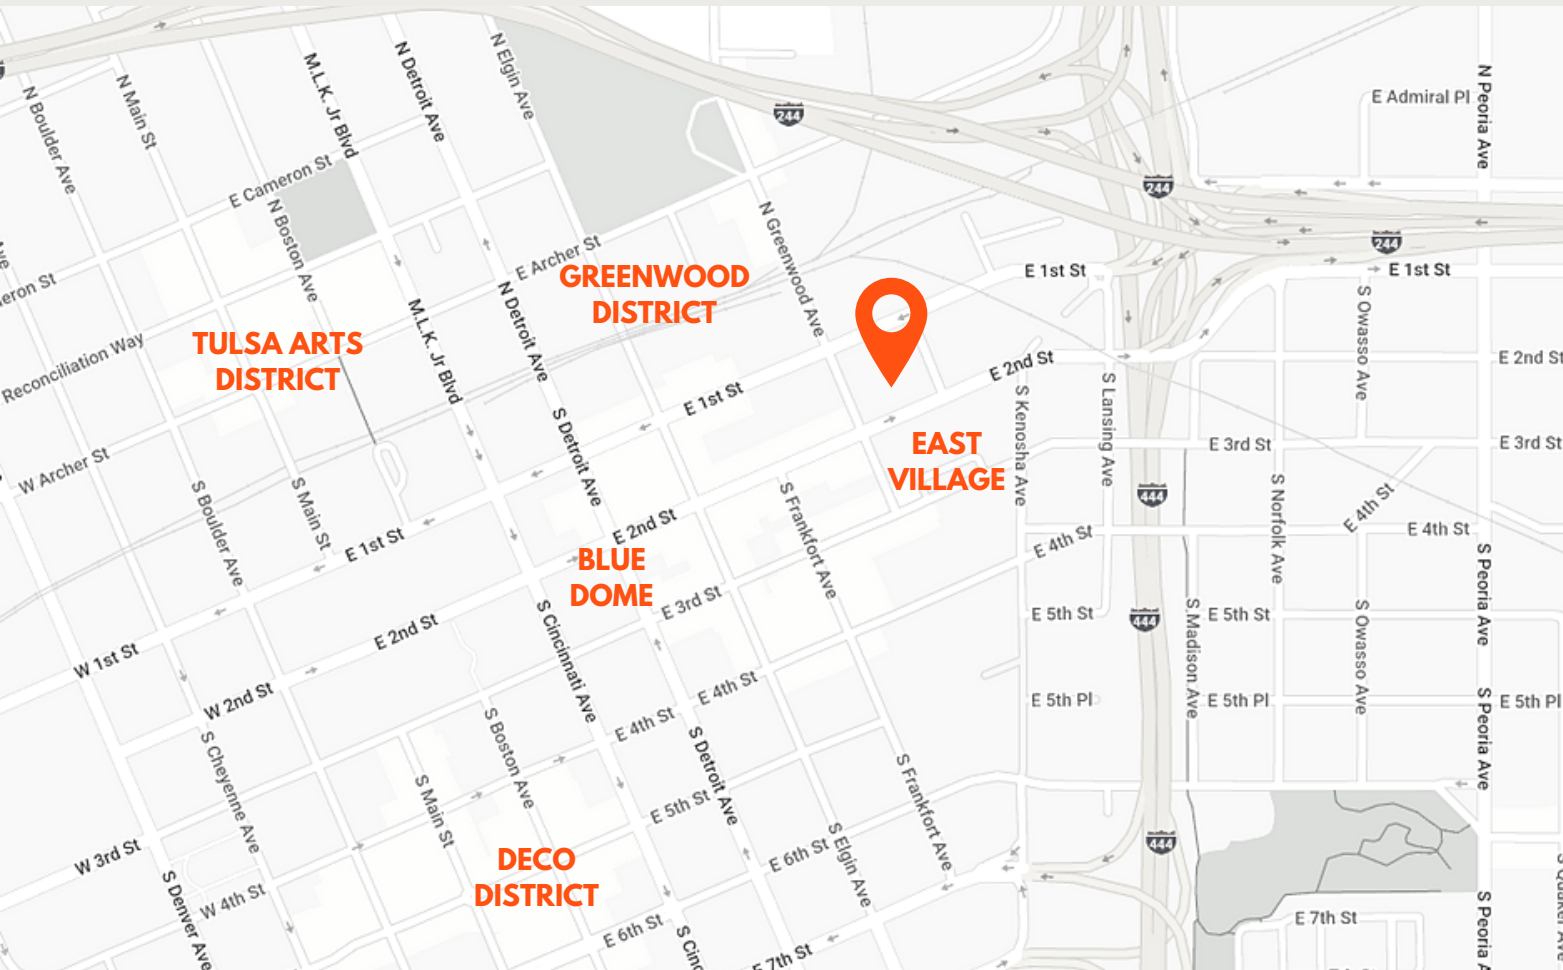 N Elgin Ave
N Detroit Ave
M.L.K. Jr Blvd
N Main St
N Boulder Ave
244
E Admiral Pl
N Peoria Ave
E Cameron St
244
N Boston Ave
N Greenwood Ave
E Archer St
244
GREENWOOD
DISTRICT
E 1st St
E 1st St
N Detroit Ave
S Owasso Ave
M.L.K. Jr Blvd
TULSA ARTS
DISTRICT
Reconciliation Way
E 2nd St
E 2nd St
E 1st St
S Kenosha Ave
S Lansing Ave
S Detroit Ave
EAST
VILLAGE
E 3rd St
E 3rd St
W Archer St
S Boulder Ave
S Main St
S Frankfort Ave
444
S Norfolk Ave
E 4th St
E 2nd St
E 1st St
E 4th St
E 4th St
BLUE
DOME
S Peoria Ave
E 3rd St
S Cincinnati Ave
E 5th St
444
S Madison Ave
E 5th St
S Owasso Ave
E 2nd St
W 1st St
W 2nd St
E 4th St
E 5th Pl
E 5th Pl
E 5th Pl
S Peoria Ave
E 4th St
S Boston Ave
S Cheyenne Ave
S Detroit Ave
S Frankfort Ave
S Main St
E 5th St
444
S Elgin Ave
E 6th St
W 3rd St
DECO
DISTRICT
S Denver Ave
W 4th St
E 6th St
E 7th St
S Peoria A
S Cinc
E 7th St